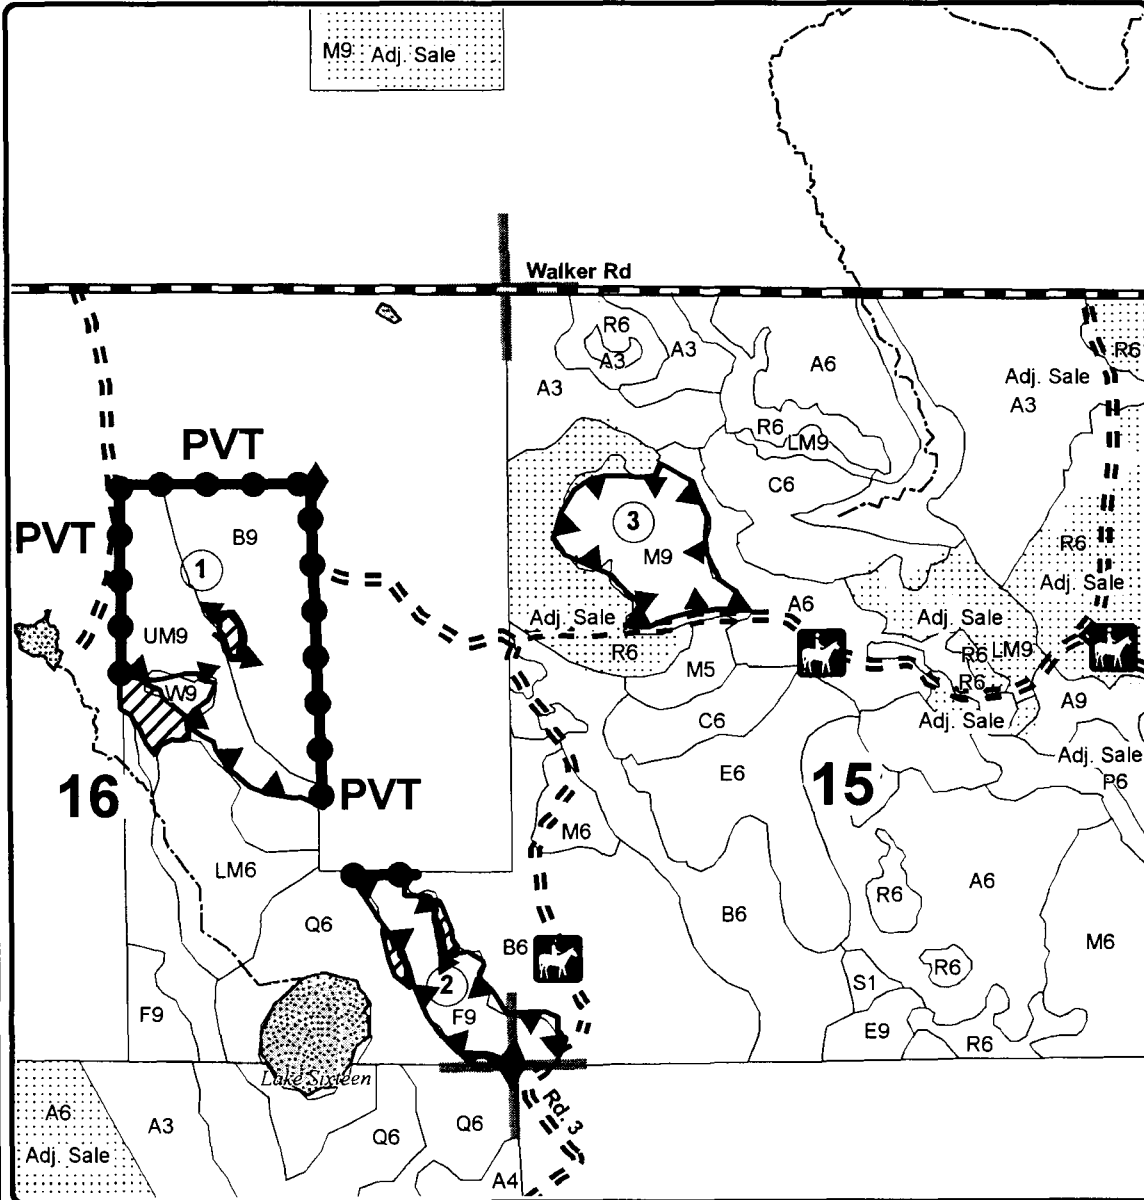 M9 Adj. Sale
Walker Rd
R6
A3
A3
A3
A6
Adj. Sale
A3
R6
R6
LM9
C6
PVT
PVT
B9
1
3
M9
R6
Adj. Sale
UM9
Adj. Sale
A6
Adj. Sale
R6
R6
LM9
M5
R6
W9
A9
C6
Adj. Sale
16
PVT
E6
15
Adj. Sale
P6
M6
LM6
R6
A6
Q6
B6
B6
M6
R6
2
S1
F9
F9
E9
R6
Lake Sixteen
Rd. 3
A6
A3
Q6
Q6
Adj. Sale
A4